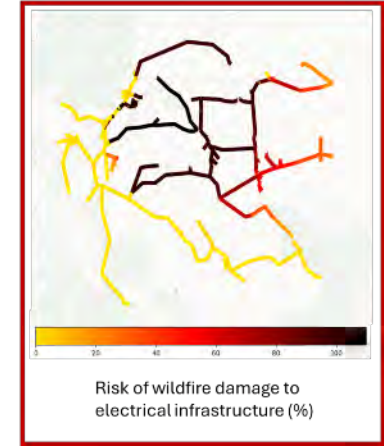 0 20 40 60 80 100
Risk of wildfire damage to
electrical infrastructure (%)